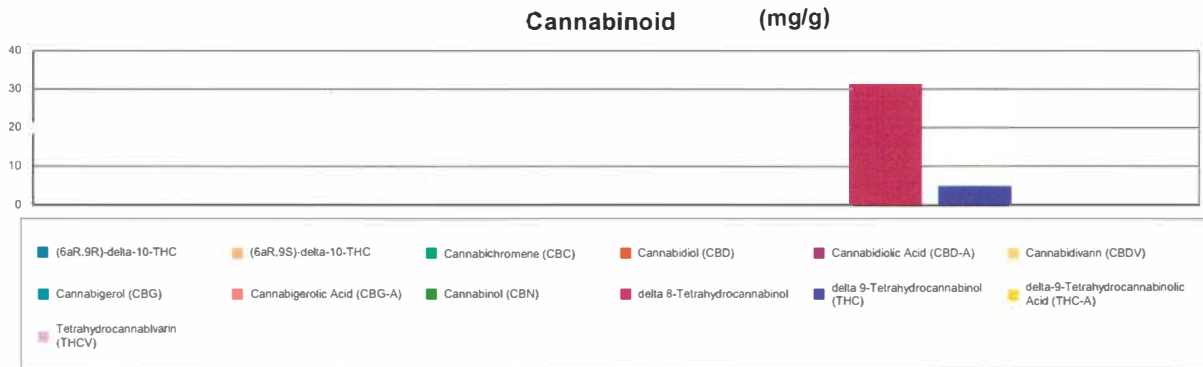 Cannabinoid (mg/g)
40
30
20
10
0
(6aR.9R)-delta-10-THC
(6aR,9S)-delta-10-THC
Cannabichromene (CBC)
Cannabidiol (CBD)
Cannabidiolic Acid (CBD-A)
Cannabidivarin (CBDV)
Cannabigerol (CBG)
Cannabigerolic Acid (CBG-A)
Cannabinol (CBN)
delta 8-Tetrahydrocannabinol
delta 9-Tetrahydrocannabinol
(THC)
delta-9-Tetrahydrocannabinolic
Acid (THC-A)
Tetrahydrocannablvarin
(THCV)